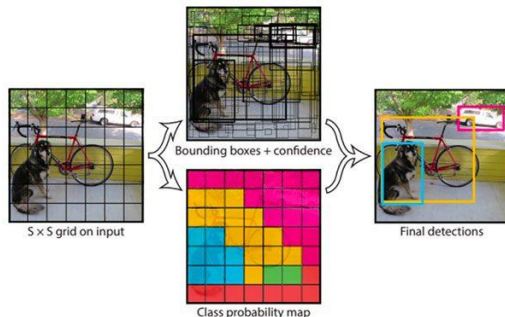 Bounding boxes + confidence
S × S grid on input
Final detections
Class probability map